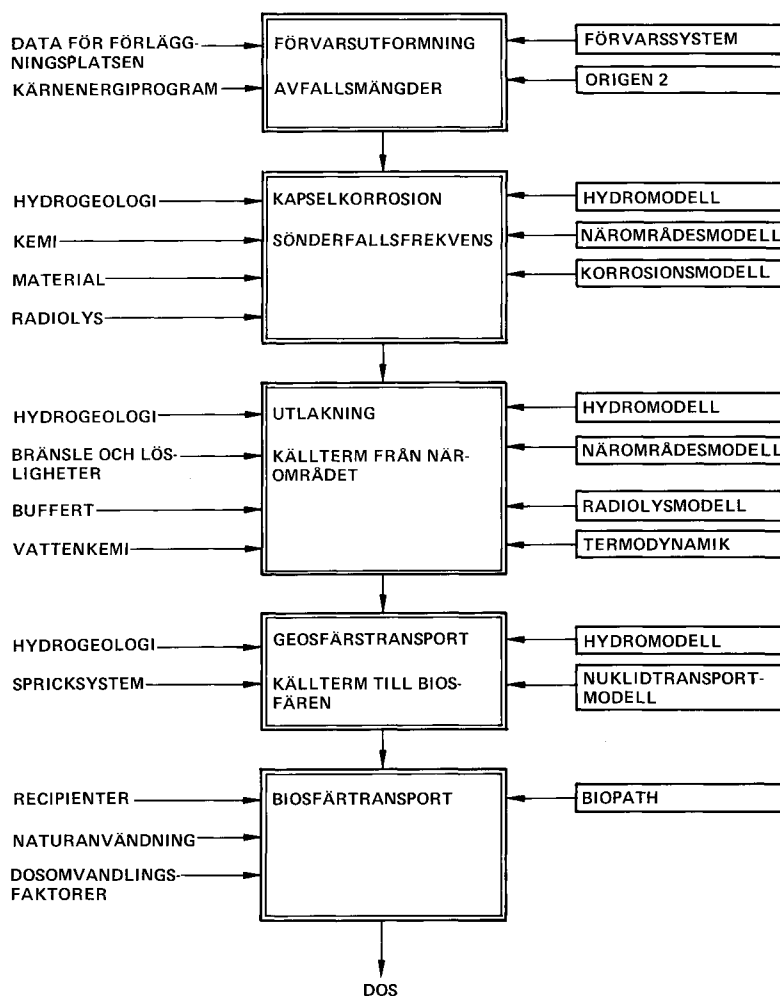 DATA FÖR FÖRLÄGG-
NINGSPLATSEN
KÄRNENERGIPROGRAM
FÖRVARSUTFORMNING
AVFALLSMÄNGDER
FÖRVARSSYSTEM
ORIGEN 2
HYDROGEOLOGI
KEMI
MATERIAL
RADIOLYS
KAPSELKORROSION
SÖNDERFALLSFREKVENS
HYDROMODELL
NÄROMRÅDESMODELL
KORROSIONSMODELL
HYDROGEOLOGI
BRÄNSLE OCH LÖS-
LIGHETER
BUFFERT
VATTENKEMI
UTLAKNING
KÄLLTERM FRÅN NÄR-
OMRÅDET
HYDROMODELL
NÄROMRÅDESMODELL
RADIOLYSMODELL
TERMODYNAMIK
HYDROGEOLOGI
SPRICKSYSTEM
GEOSFÄRSTRANSPORT
KÄLLTERM TILL BIOS-
FÄREN
HYDROMODELL
NUKLIDTRANSPORT-
MODELL
RECIPIENTER
NATURANVÄNDNING
DOSOMVANDLINGS-
FAKTORER
BIOSFÄRTRANSPORT
BIOPATH
DOS